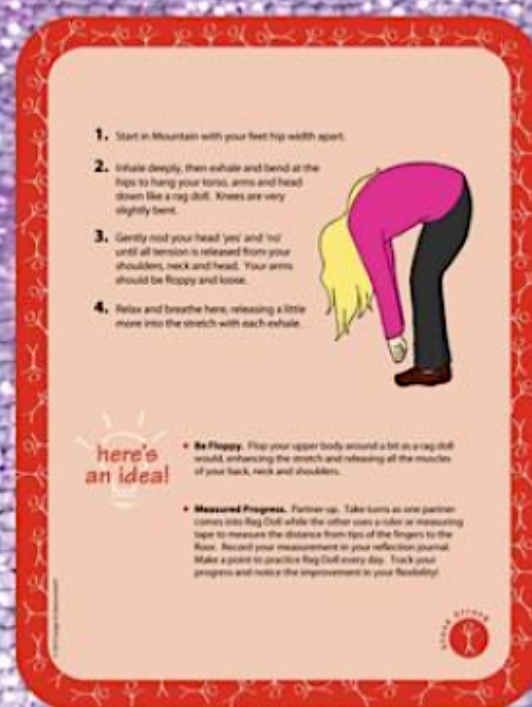 1. Start in Mountain with your feet hip width apart.
2. Inhale deeply, then exhale and bend at the
hips to hang your torso, arms and head
down like a rag doll. Knees are very
slightly bent.
3. Gently nod your head 'yes' and 'no'
until all tension is released from your
shoulders, neck and head. Your arms
should be floppy and loose.
4. Relax and breathe here, releasing a little
more into the stretch with each exhale.
here's
an idea!
• Be Floppy. Flop your upper body around a bit as a rag doll
would, enhancing the stretch and releasing all the muscles
of your back, neck and shoulders.
• Measured Progress. Partner up. Take turns as one partner
comes into Rag Doll while the other uses a ruler or measuring
tape to measure the distance from tips of the fingers to the
floor. Record your measurement in your reflection journal.
Make a point to practice Rag Doll every day. Track your
progress and notice the improvement in your flexibility!